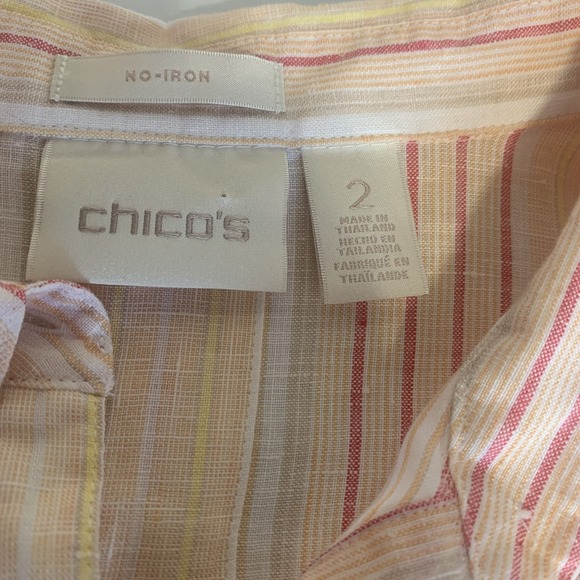 NO-IRON
chico's
2
MADE IN
THAILAND
HECHO EN
TAILANDIA
FABRIQUÉ EN
THAÏLANDE